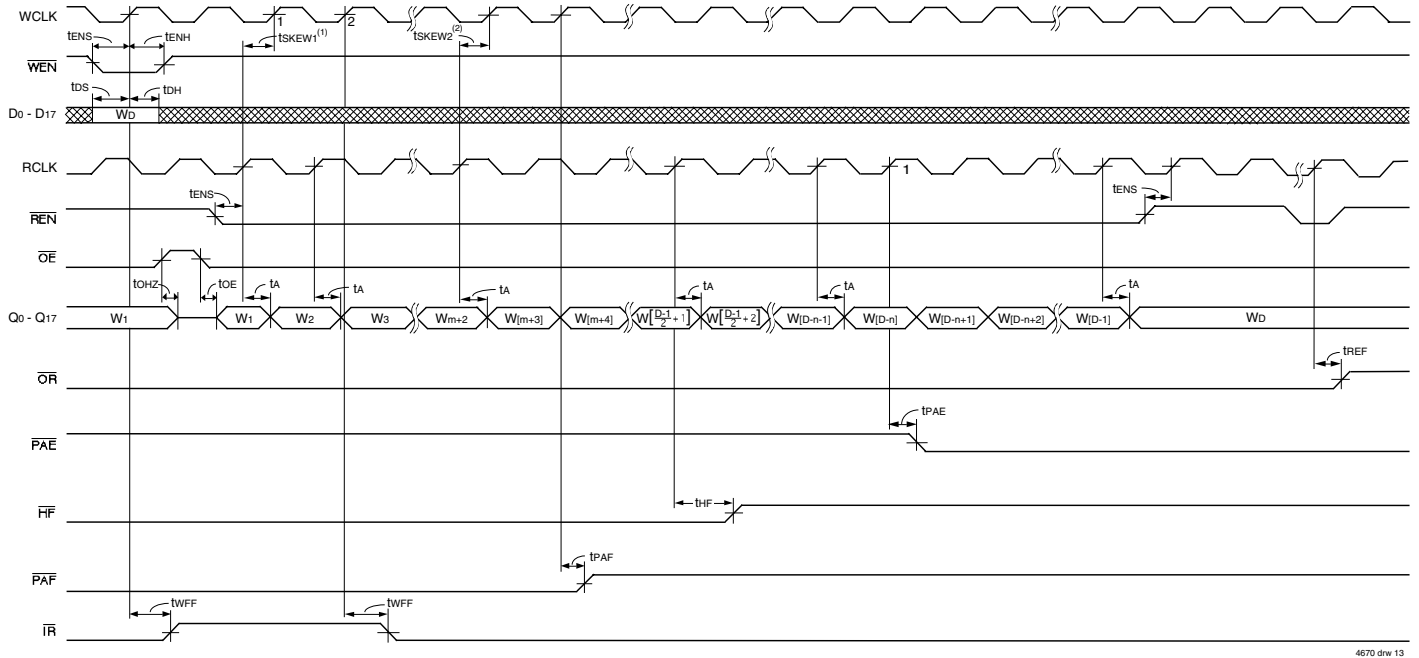 WCLK 1 2
tENS tENH tSKEW1(1) tSKEW2(2)
WEN
tDS tDH
D0 - D17 WD
RCLK 1
tENS tENS
REN
OE
tOHZ tOE tA tA tA tA tA tA
Q0 - Q17 W1 W1 W2 W3 Wm+2 W[m+3] W[m+4] W[D-1/2 + 1] W[D-1/2 + 2] W[D-n-1] W[D-n] W[D-n+1] W[D-n+2] W[D-1] WD
tREF
OR
tPAE
PAE
tHF
HF
tPAF
PAF
tWFF tWFF
IR
4670 drw 13